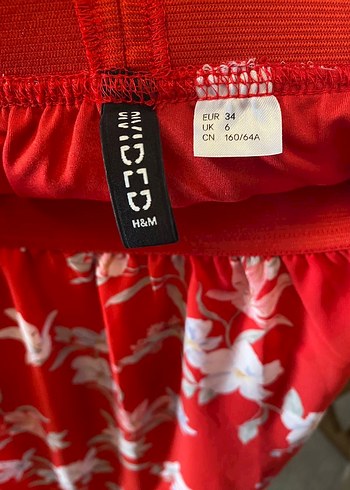 DIVIDED
H&M
EUR 34
UK 6
CN 160/64A